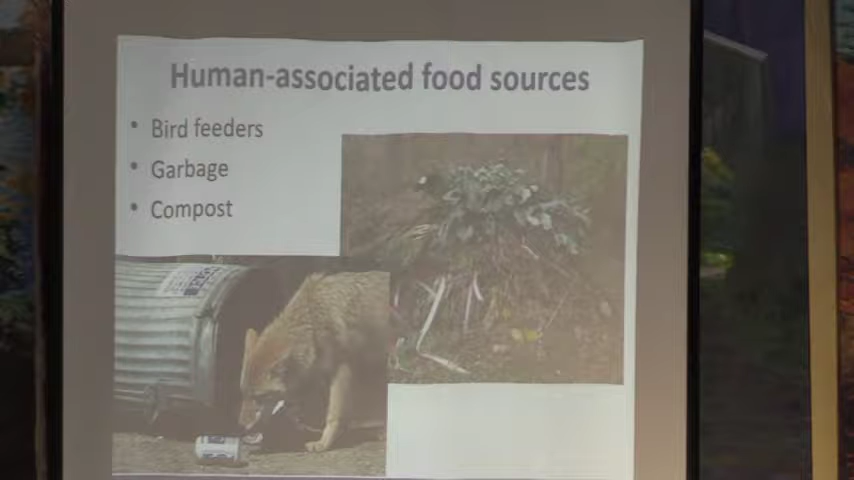 Human-associated food sources
• Bird feeders
• Garbage
• Compost